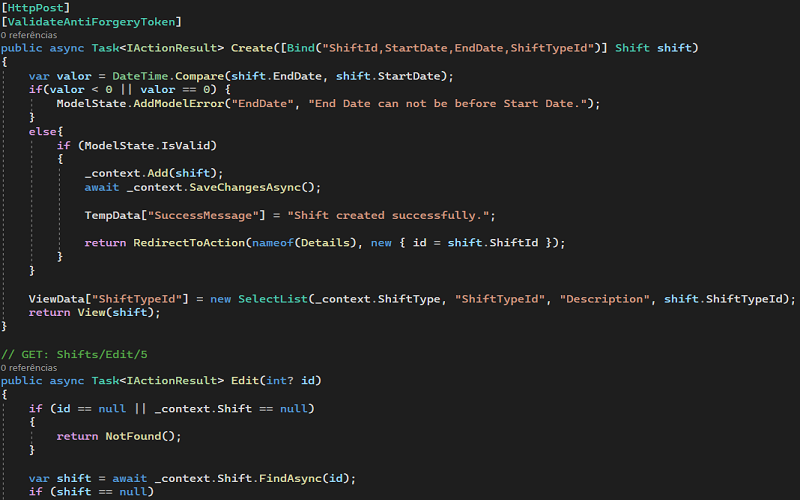 [HttpPost]
[ValidateAntiForgeryToken]
0 referências
public async Task<IActionResult> Create([Bind("ShiftId,StartDate,EndDate,ShiftTypeId")] Shift shift)
{
var valor = DateTime.Compare(shift.EndDate, shift.StartDate);
if(valor < 0 || valor == 0) {
ModelState.AddModelError("EndDate", "End Date can not be before Start Date.");
}
else{
if (ModelState.IsValid)
{
_context.Add(shift);
await _context.SaveChangesAsync();
TempData["SuccessMessage"] = "Shift created successfully.";
return RedirectToAction(nameof(Details), new { id = shift.ShiftId });
}
}
ViewData["ShiftTypeId"] = new SelectList(_context.ShiftType, "ShiftTypeId", "Description", shift.ShiftTypeId);
return View(shift);
}
// GET: Shifts/Edit/5
0 referências
public async Task<IActionResult> Edit(int? id)
{
if (id == null || _context.Shift == null)
{
return NotFound();
}
var shift = await _context.Shift.FindAsync(id);
if (shift == null)